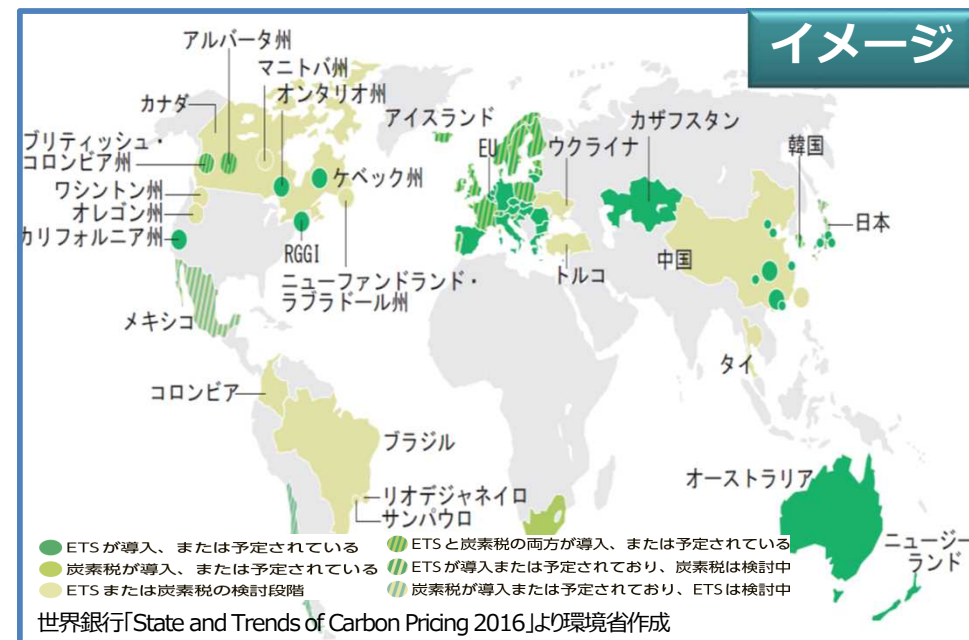 イメージ
アルバータ州
マニトバ州
オンタリオ州
カナダ
アイスランド
カザフスタン
ブリティッシュ・
コロンビア州
EU
ウクライナ
韓国
ケベック州
ワシントン州
オレゴン州
カリフォルニア州
日本
RGGI
中国
ニューファンドランド・
ラブラドール州
トルコ
メキシコ
タイ
コロンビア
ブラジル
オーストラリア
リオデジャネイロ
サンパウロ
ニュージー
ランド
ETSが導入、または予定されている
炭素税が導入、または予定されている
ETSまたは炭素税の検討段階
ETSと炭素税の両方が導入、または予定されている
ETSが導入または予定されており、炭素税は検討中
炭素税が導入または予定されており、ETSは検討中
世界銀行「State and Trends of Carbon Pricing 2016」より環境省作成